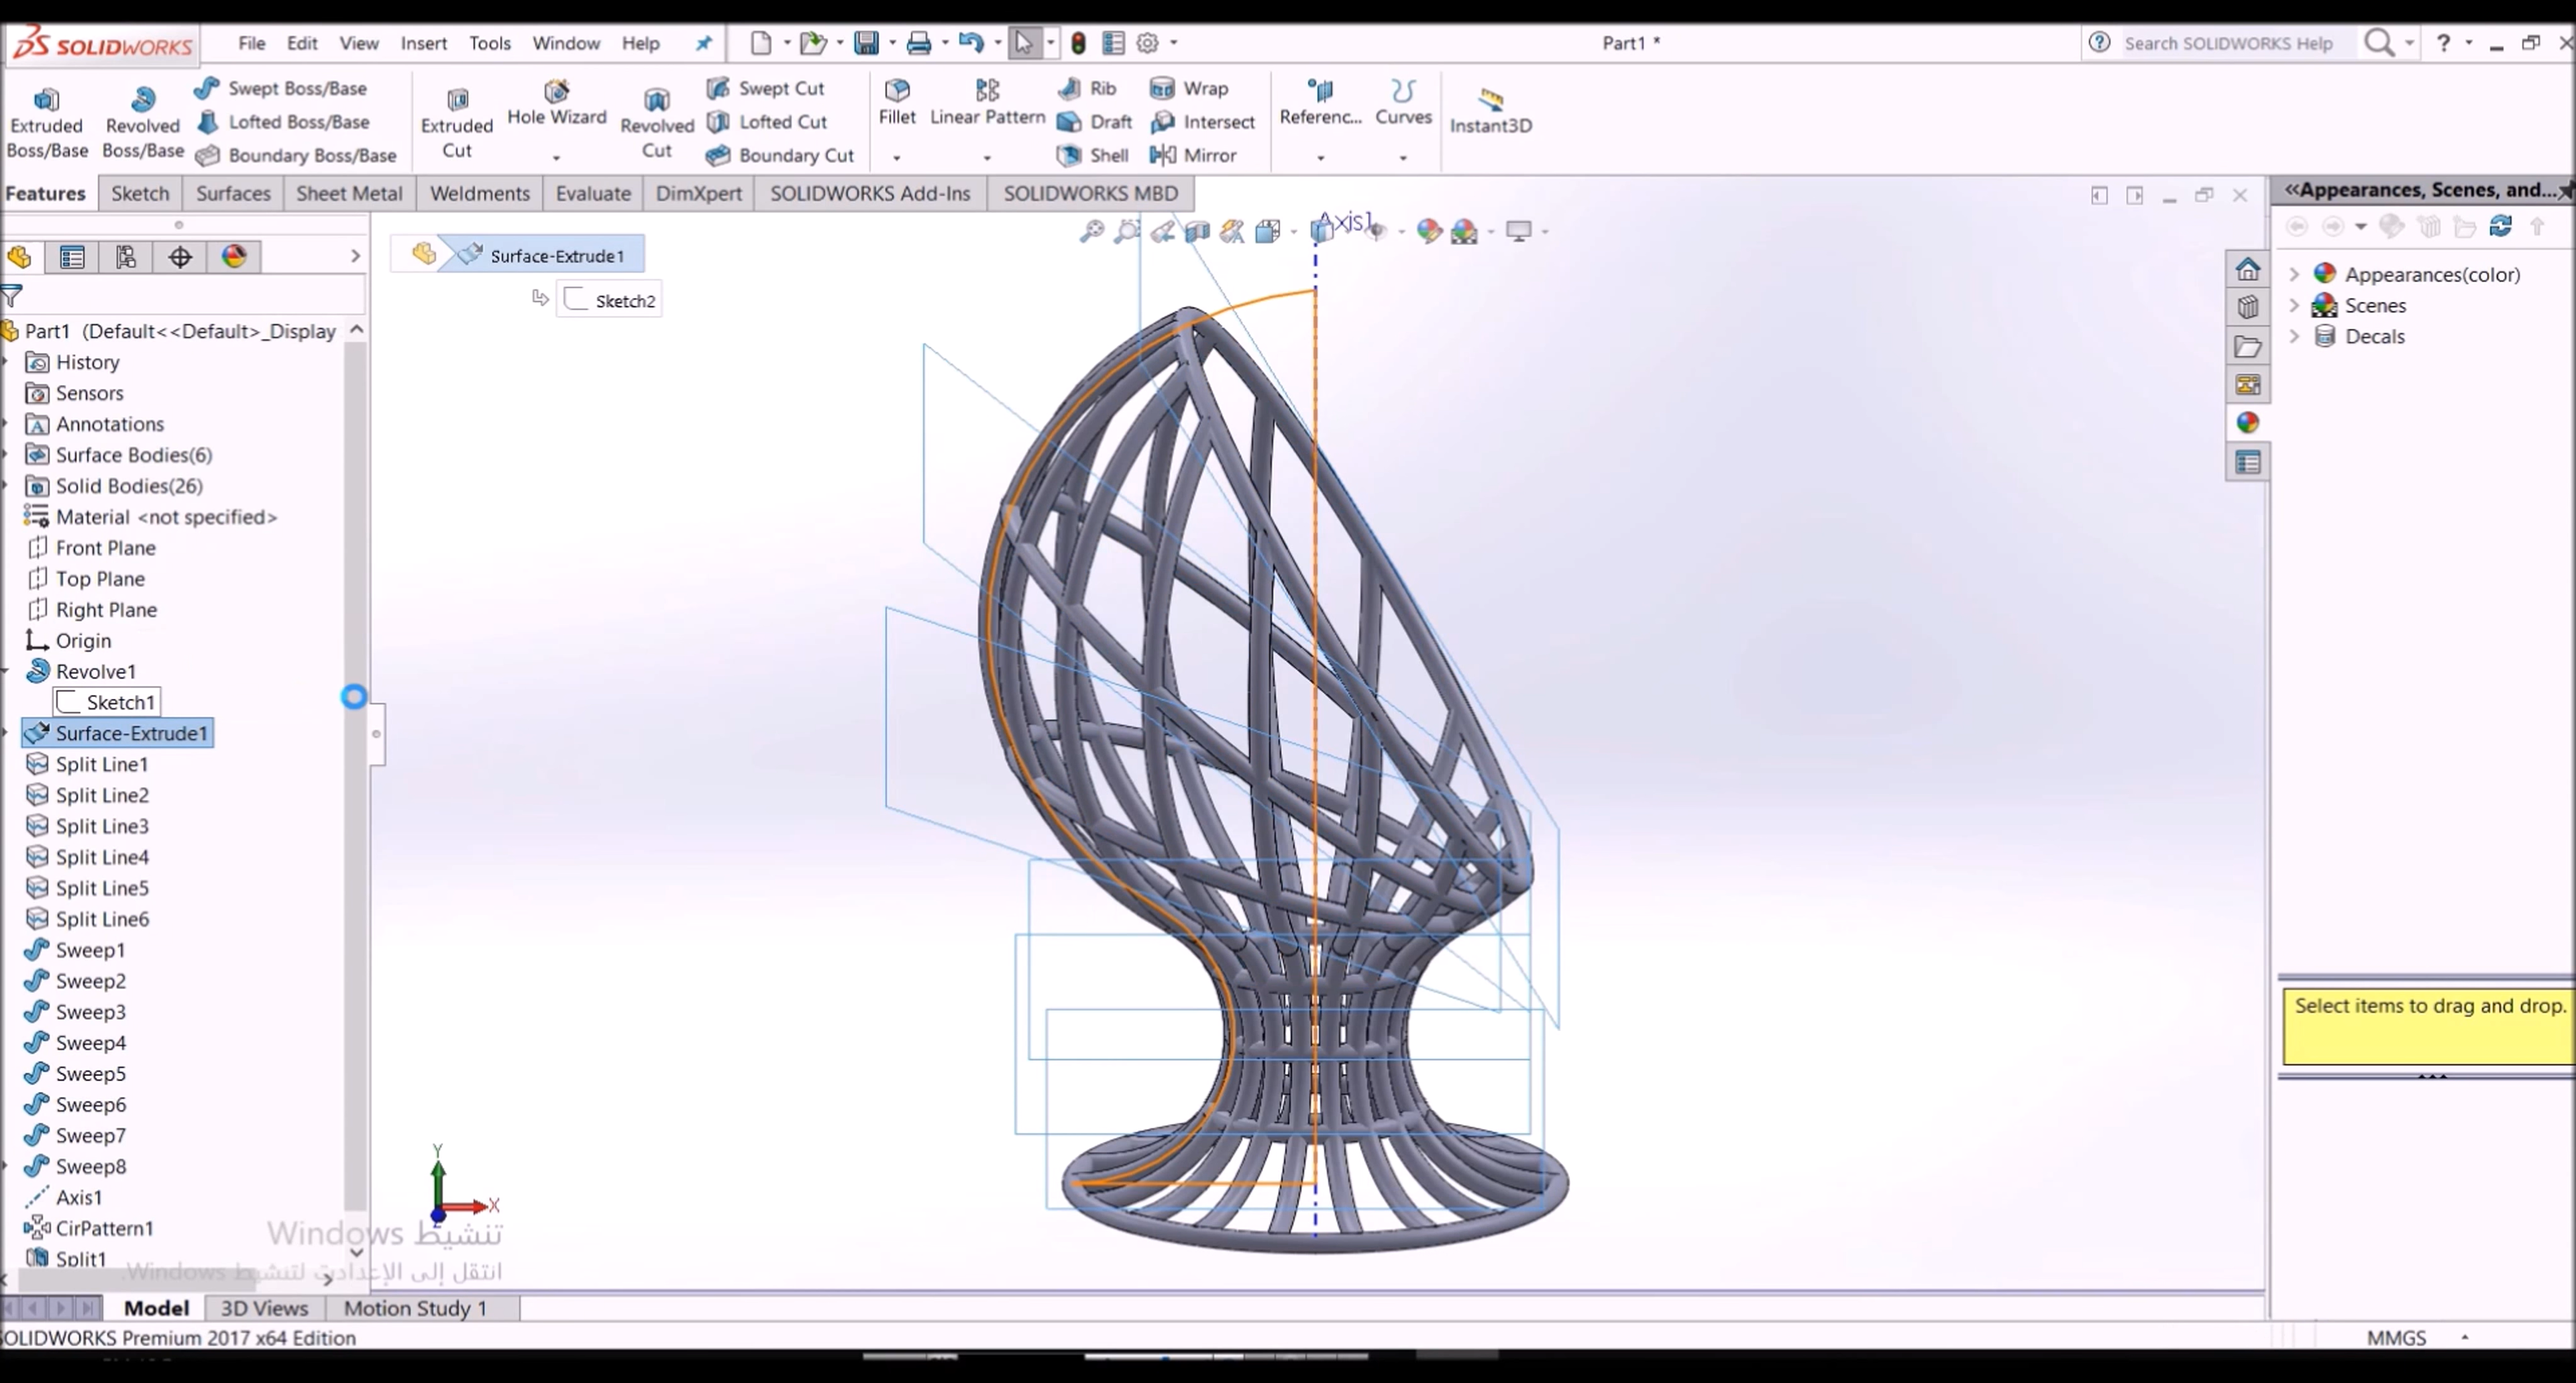 SOLIDWORKS File Edit View Insert Tools Window Help Part1 * Search SOLIDWORKS Help ?
Extruded Boss/Base
Revolved Boss/Base
Swept Boss/Base
Lofted Boss/Base
Boundary Boss/Base
Extruded Cut
Hole Wizard
Revolved Cut
Swept Cut
Lofted Cut
Boundary Cut
Fillet
Linear Pattern
Rib
Draft
Shell
Wrap
Intersect
Mirror
Referenc...
Curves
Instant3D
Features Sketch Surfaces Sheet Metal Weldments Evaluate DimXpert SOLIDWORKS Add-Ins SOLIDWORKS MBD
Part1 (Default<<Default>_Display
History
Sensors
Annotations
Surface Bodies(6)
Solid Bodies(26)
Material <not specified>
Front Plane
Top Plane
Right Plane
Origin
Revolve1
Sketch1
Surface-Extrude1
Split Line1
Split Line2
Split Line3
Split Line4
Split Line5
Split Line6
Sweep1
Sweep2
Sweep3
Sweep4
Sweep5
Sweep6
Sweep7
Sweep8
Axis1
CirPattern1
Split1
Surface-Extrude1
Sketch2
Axis1
Y
X
Z
تنشيط Windows
انتقل إلى الإعدادت لتنشيط Windows.
«Appearances, Scenes, and...
Appearances(color)
Scenes
Decals
Select items to drag and drop.
Model 3D Views Motion Study 1
SOLIDWORKS Premium 2017 x64 Edition MMGS